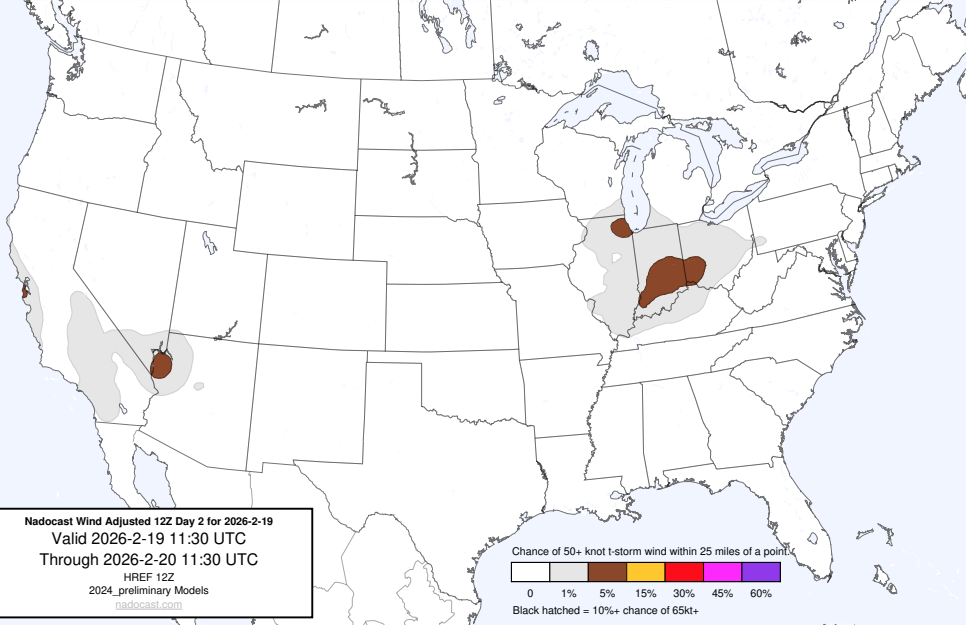 Nadocast Wind Adjusted 12Z Day 2 for 2026-2-19
Valid 2026-2-19 11:30 UTC
Through 2026-2-20 11:30 UTC
HREF 12Z
2024_preliminary Models
nadocast.com
Chance of 50+ knot t-storm wind within 25 miles of a point.
0 1% 5% 15% 30% 45% 60%
Black hatched = 10%+ chance of 65kt+